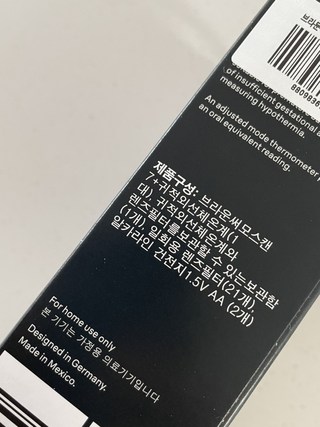 브라운
880983
of insufficient gestational a
measuring hypothermia.
An adjusted mode thermometer
an oral equivalent reading.
제품구성: 브라운써모스캔
7+귀적외선체온계(1
대), 귀적외선체온계와
렌즈필터를보관할 수 있는보관함
(1개), 일회용 렌즈필터(21개),
알카라인 건전지1.5V AA (2개)
For home use only
본 기기는 가정용 의료기기입니다
Designed in Germany.
Made in Mexico.